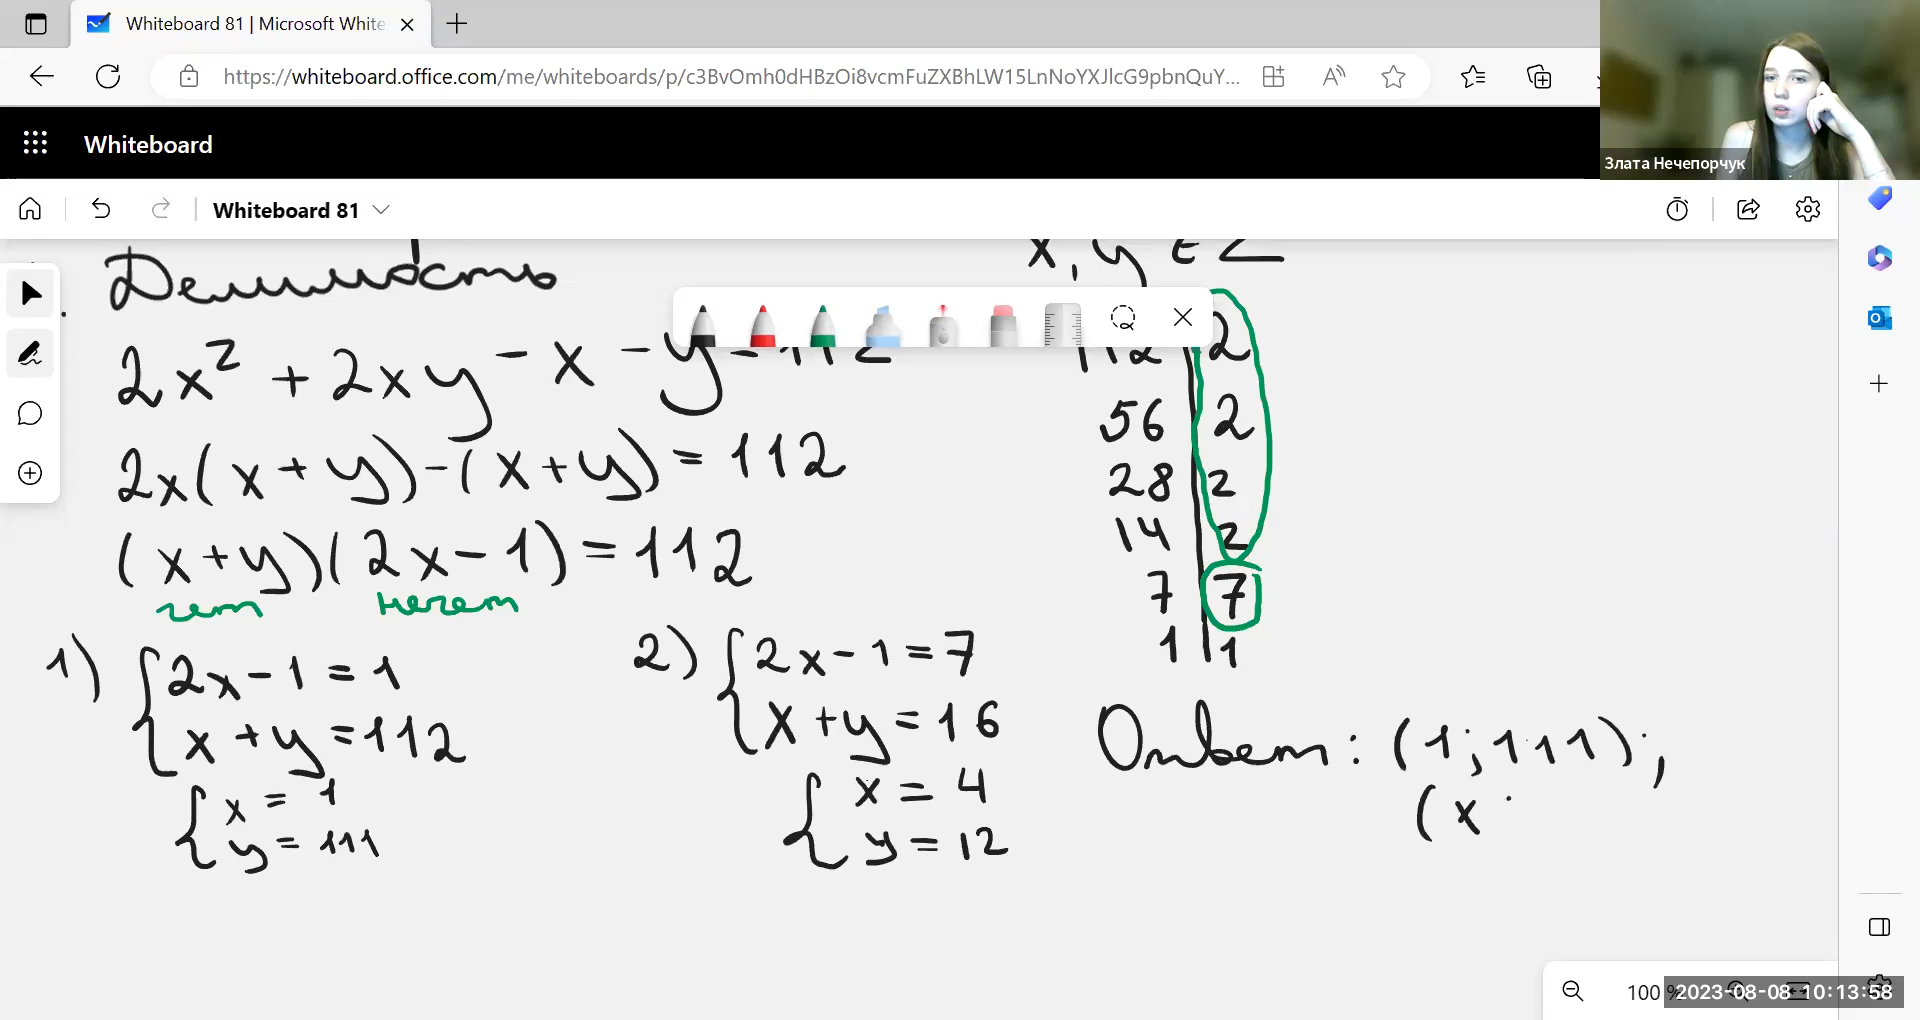 Whiteboard 81 | Microsoft White
https://whiteboard.office.com/me/whiteboards/p/c3BvOmh0dHBzOi8vcmFuZXBhLW15LnNoYXJlcG9pbnQuY...
Whiteboard
Злата Нечепорчук
Whiteboard 81
Делимость
x, y ∈ Z
2x² + 2xy - x - y = 112
2x(x+y)-(x+y) = 112
(x+y)(2x-1) = 112
чет нечет
112 | 2
56 | 2
28 | 2
14 | 2
7 | 7
1 | 1
1) { 2x-1 = 1
x+y = 112
{ x = 1
y = 111
2) { 2x-1 = 7
x+y = 16
{ x = 4
y = 12
Ответ: (1; 111);
(x
100 %
2023-08-08 10:13:58